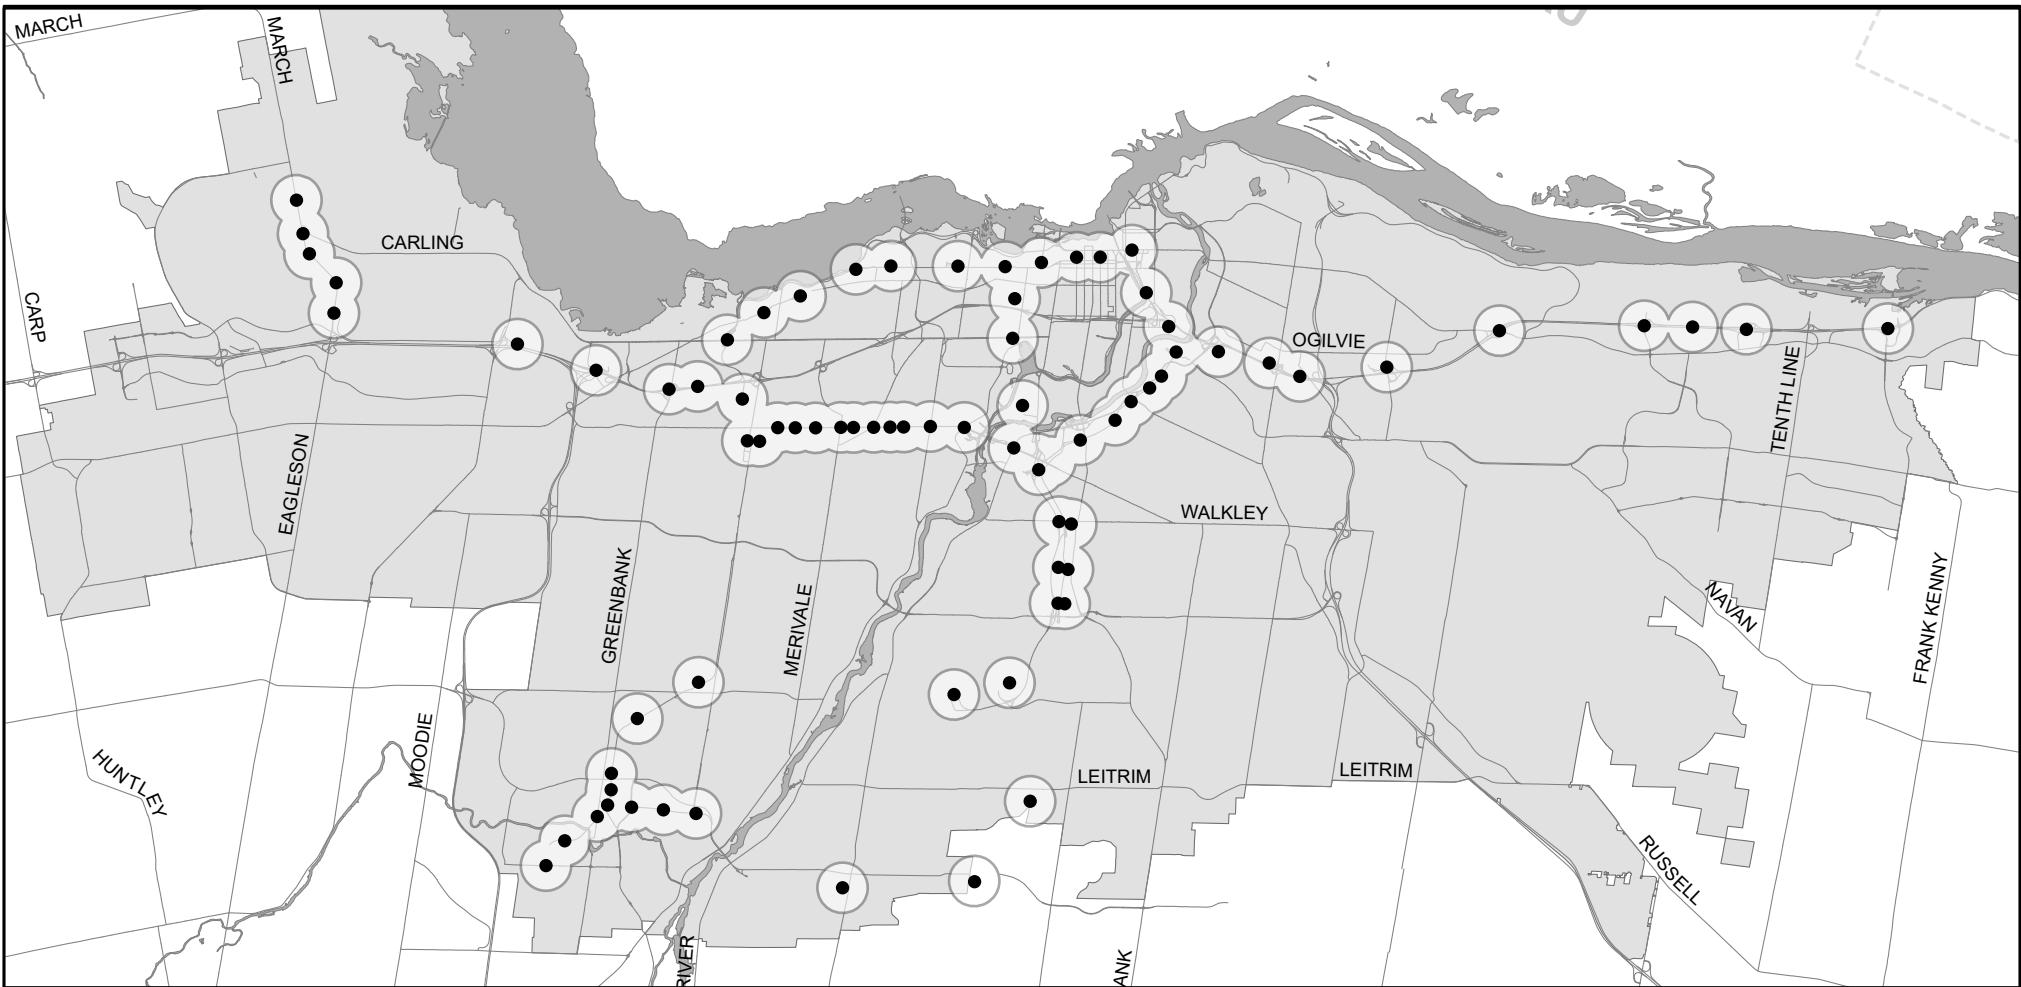 MARCH
MARCH
CARLING
CARP
OGILVIE
TENTH LINE
EAGLESON
WALKLEY
GREENBANK
MERIVALE
NAVAN
FRANK KENNY
MOODIE
HUNTLEY
LEITRIM
LEITRIM
RUSSELL
RIVER
ANK